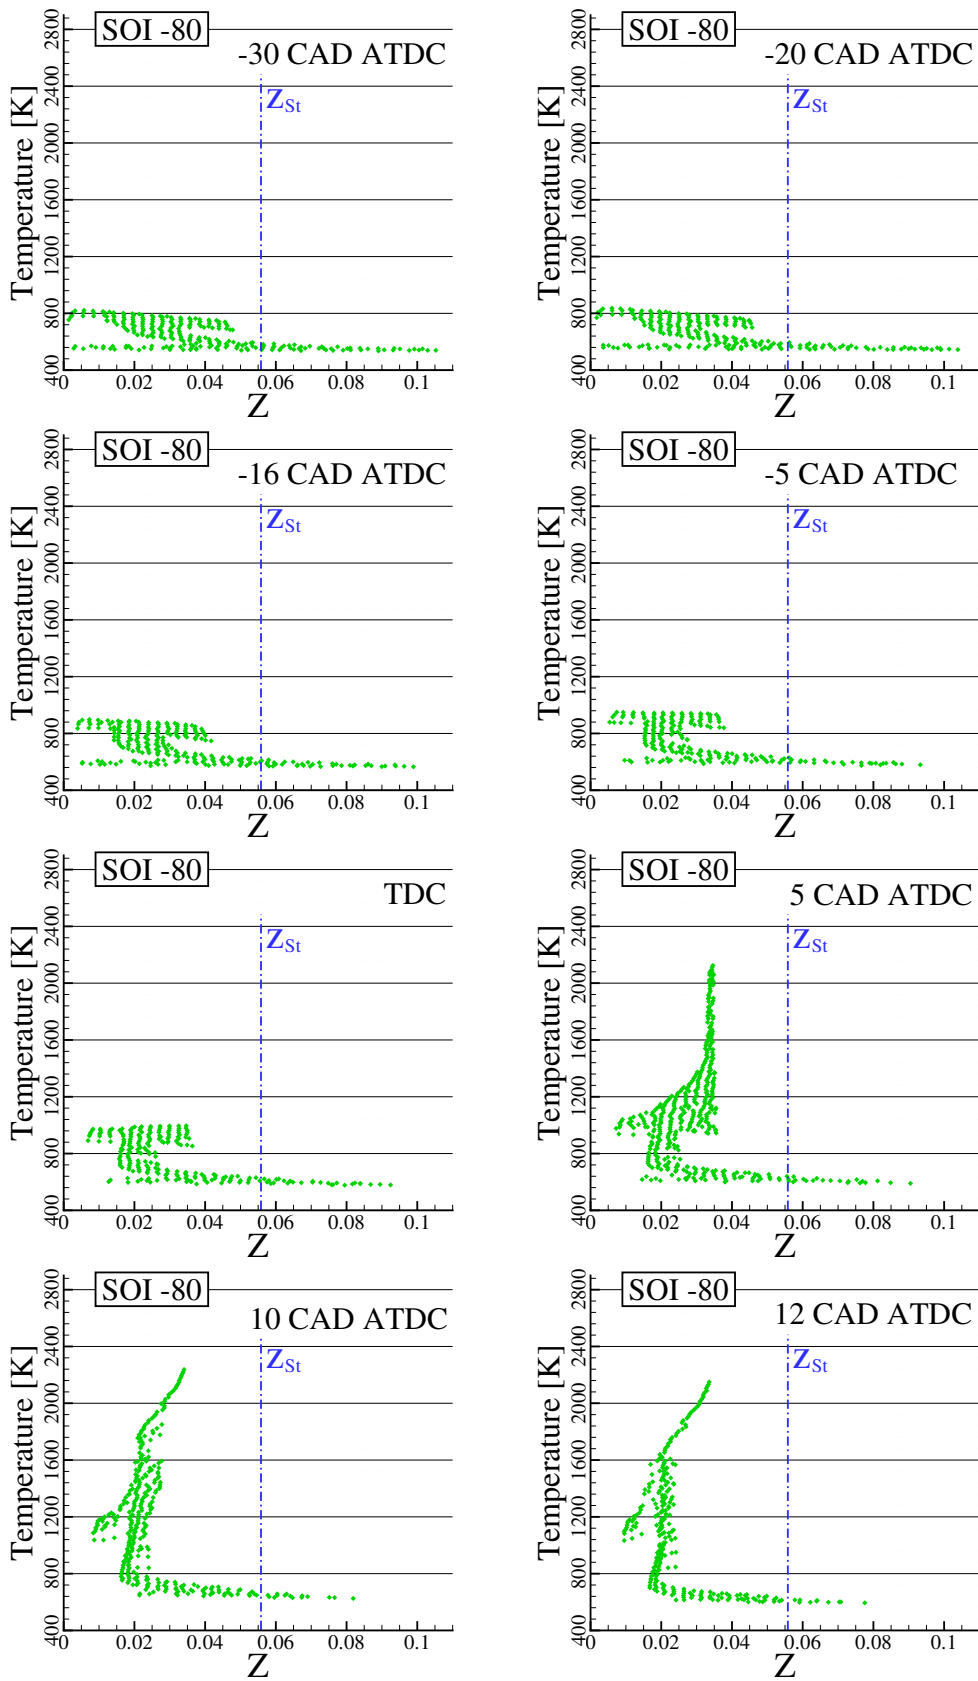 SOI -80
-30 CAD ATDC
Z_St
Temperature [K]
2800
2400
2000
1600
1200
800
400
0 0.02 0.04 0.06 0.08 0.1
Z
SOI -80
-20 CAD ATDC
Z_St
Temperature [K]
2800
2400
2000
1600
1200
800
400
0 0.02 0.04 0.06 0.08 0.1
Z
SOI -80
-16 CAD ATDC
Z_St
Temperature [K]
2800
2400
2000
1600
1200
800
400
0 0.02 0.04 0.06 0.08 0.1
Z
SOI -80
-5 CAD ATDC
Z_St
Temperature [K]
2800
2400
2000
1600
1200
800
400
0 0.02 0.04 0.06 0.08 0.1
Z
SOI -80
TDC
Z_St
Temperature [K]
2800
2400
2000
1600
1200
800
400
0 0.02 0.04 0.06 0.08 0.1
Z
SOI -80
5 CAD ATDC
Z_St
Temperature [K]
2800
2400
2000
1600
1200
800
400
0 0.02 0.04 0.06 0.08 0.1
Z
SOI -80
10 CAD ATDC
Z_St
Temperature [K]
2800
2400
2000
1600
1200
800
400
0 0.02 0.04 0.06 0.08 0.1
Z
SOI -80
12 CAD ATDC
Z_St
Temperature [K]
2800
2400
2000
1600
1200
800
400
0 0.02 0.04 0.06 0.08 0.1
Z